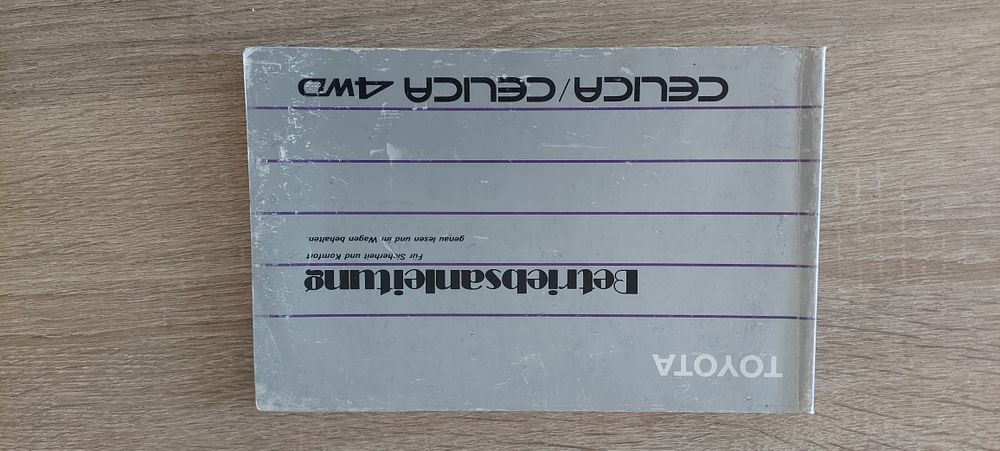 TOYOTA
Betriebsanleitung
Für Sicherheit und Komfort
genau lesen und im Wagen behalten.
CELICA/CELICA 4WD